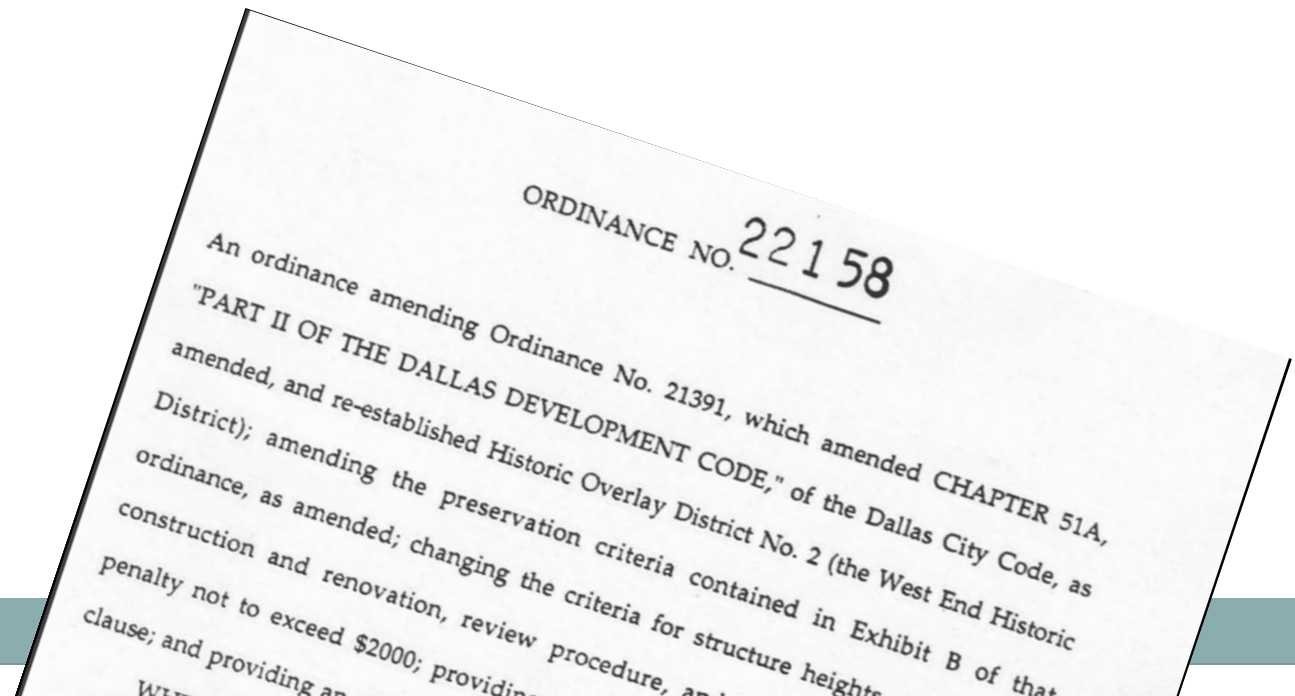 ORDINANCE NO. 22158
An ordinance amending Ordinance No. 21391, which amended CHAPTER 51A,
"PART II OF THE DALLAS DEVELOPMENT CODE," of the Dallas City Code, as
amended, and re-established Historic Overlay District No. 2 (the West End Historic
District); amending the preservation criteria contained in Exhibit B of that
ordinance, as amended; changing the criteria for structure heights
construction and renovation, review procedure,
penalty not to exceed $2000;
clause; and providing